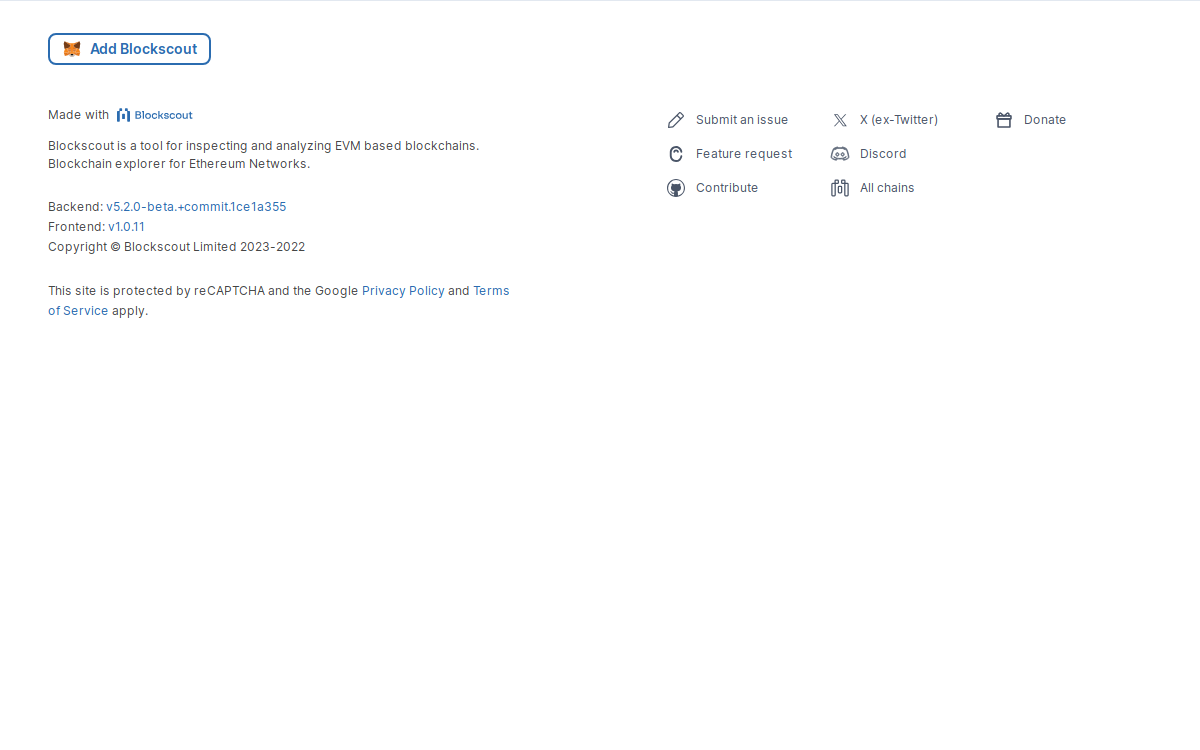 Add Blockscout
Made with Blockscout
Blockscout is a tool for inspecting and analyzing EVM based blockchains.
Blockchain explorer for Ethereum Networks.
Backend: v5.2.0-beta.+commit.1ce1a355
Frontend: v1.0.11
Copyright © Blockscout Limited 2023-2022
This site is protected by reCAPTCHA and the Google Privacy Policy and Terms
of Service apply.
Submit an issue
Feature request
Contribute
X (ex-Twitter)
Discord
All chains
Donate